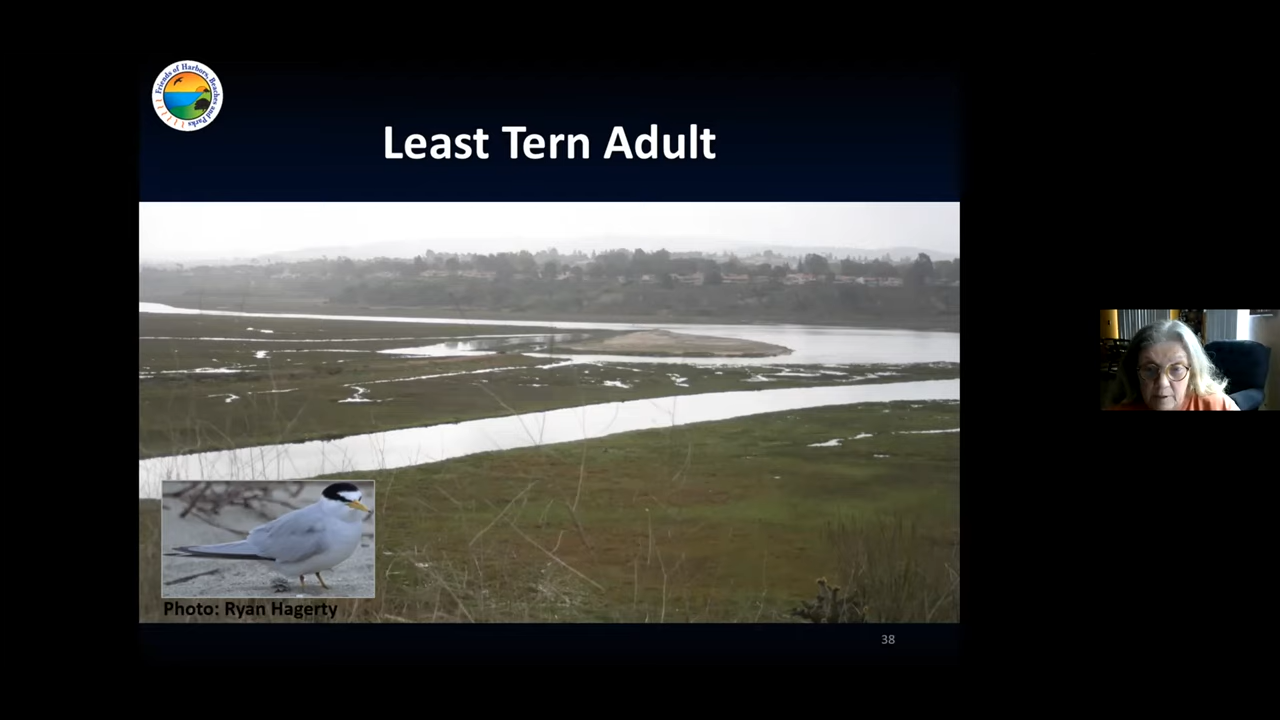 Friends of Harbors, Beaches and Parks
Least Tern Adult
Photo: Ryan Hagerty
38